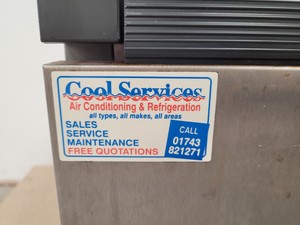 Cool Services
Air Conditioning & Refrigeration
all types, all makes, all areas
SALES
SERVICE
MAINTENANCE
FREE QUOTATIONS
CALL
01743
821271